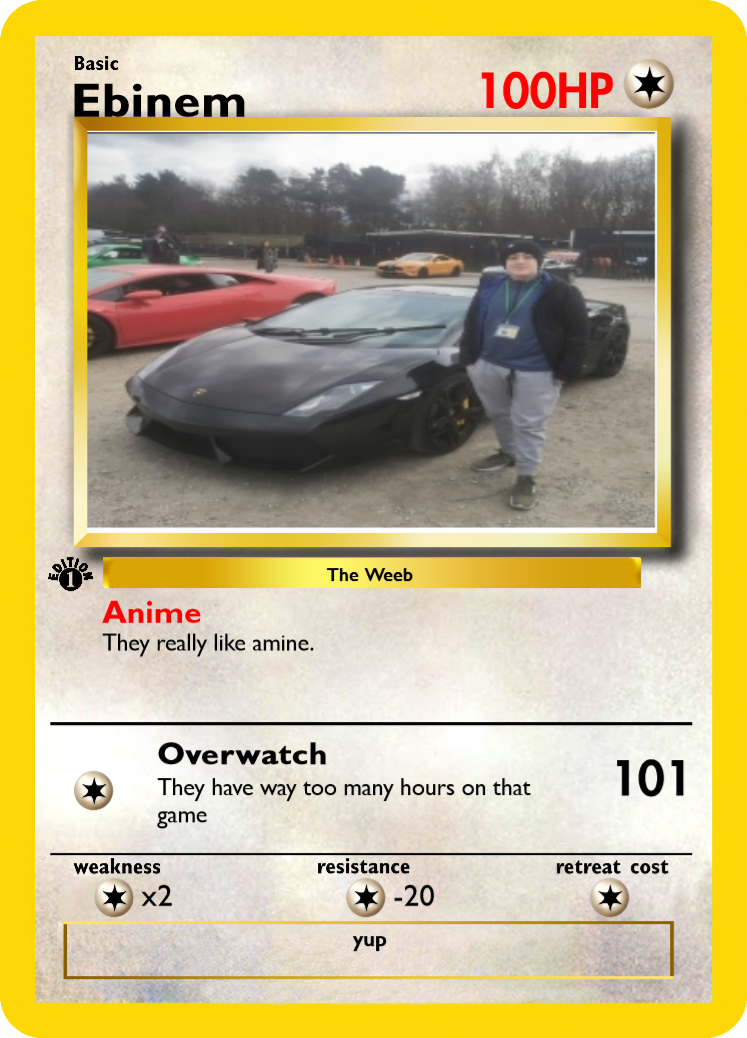 Basic
Ebinem
100HP
EDITION
1
The Weeb
Anime
They really like amine.
Overwatch
They have way too many hours on that
game
101
weakness
resistance
retreat cost
x2
-20
yup